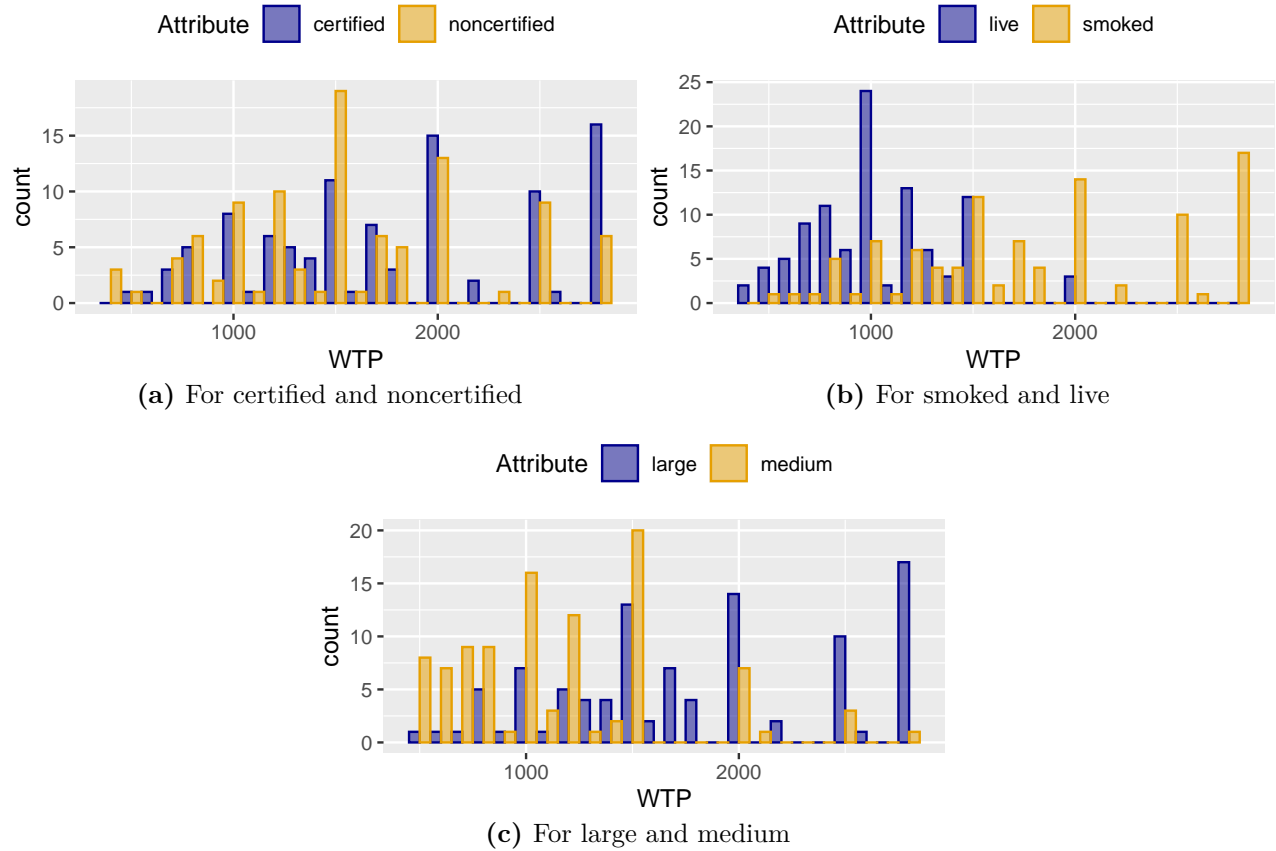 Attribute certified noncertified
15
10
5
0
count
1000 2000
WTP
(a) For certified and noncertified
Attribute live smoked
25
20
15
10
5
0
count
1000 2000
WTP
(b) For smoked and live
Attribute large medium
20
15
10
5
0
count
1000 2000
WTP
(c) For large and medium